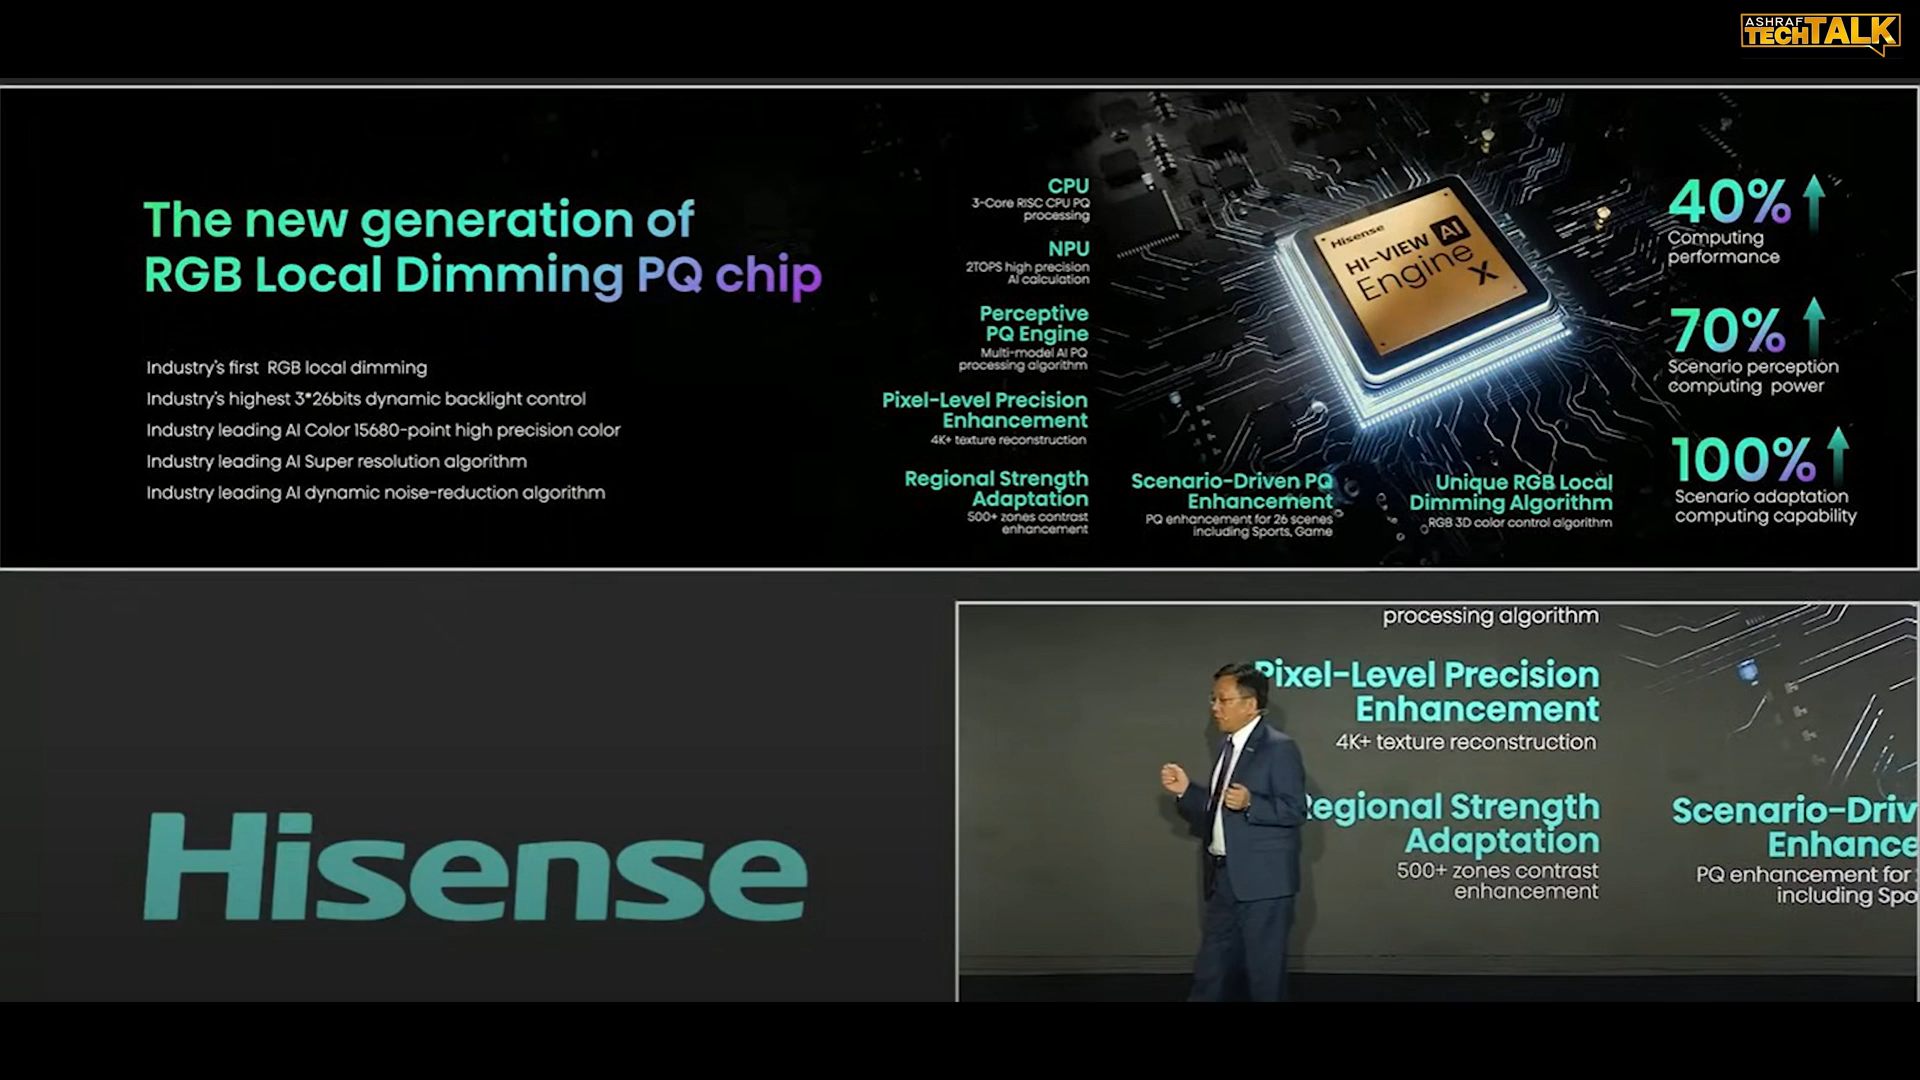 ASHRAF
TECHTALK
The new generation of
RGB Local Dimming PQ chip
Industry's first RGB local dimming
Industry's highest 3*26bits dynamic backlight control
Industry leading AI Color 15680-point high precision color
Industry leading AI Super resolution algorithm
Industry leading AI dynamic noise-reduction algorithm
CPU
3-Core RISC CPU PQ
processing
NPU
2TOPS high precision
AI calculation
Perceptive
PQ Engine
Multi-model AI PQ
processing algorithm
Pixel-Level Precision
Enhancement
4K+ texture reconstruction
Regional Strength
Adaptation
500+ zones contrast
enhancement
Scenario-Driven PQ
Enhancement
PQ enhancement for 26 scenes
including Sports, Game
Unique RGB Local
Dimming Algorithm
RGB 3D color control algorithm
Hisense
HI-VIEW AI
Engine X
40%
Computing
performance
70%
Scenario perception
computing power
100%
Scenario adaptation
computing capability
Hisense
processing algorithm
Pixel-Level Precision
Enhancement
4K+ texture reconstruction
Regional Strength
Adaptation
500+ zones contrast
enhancement
Scenario-Driv
Enhance
PQ enhancement for
including Spo